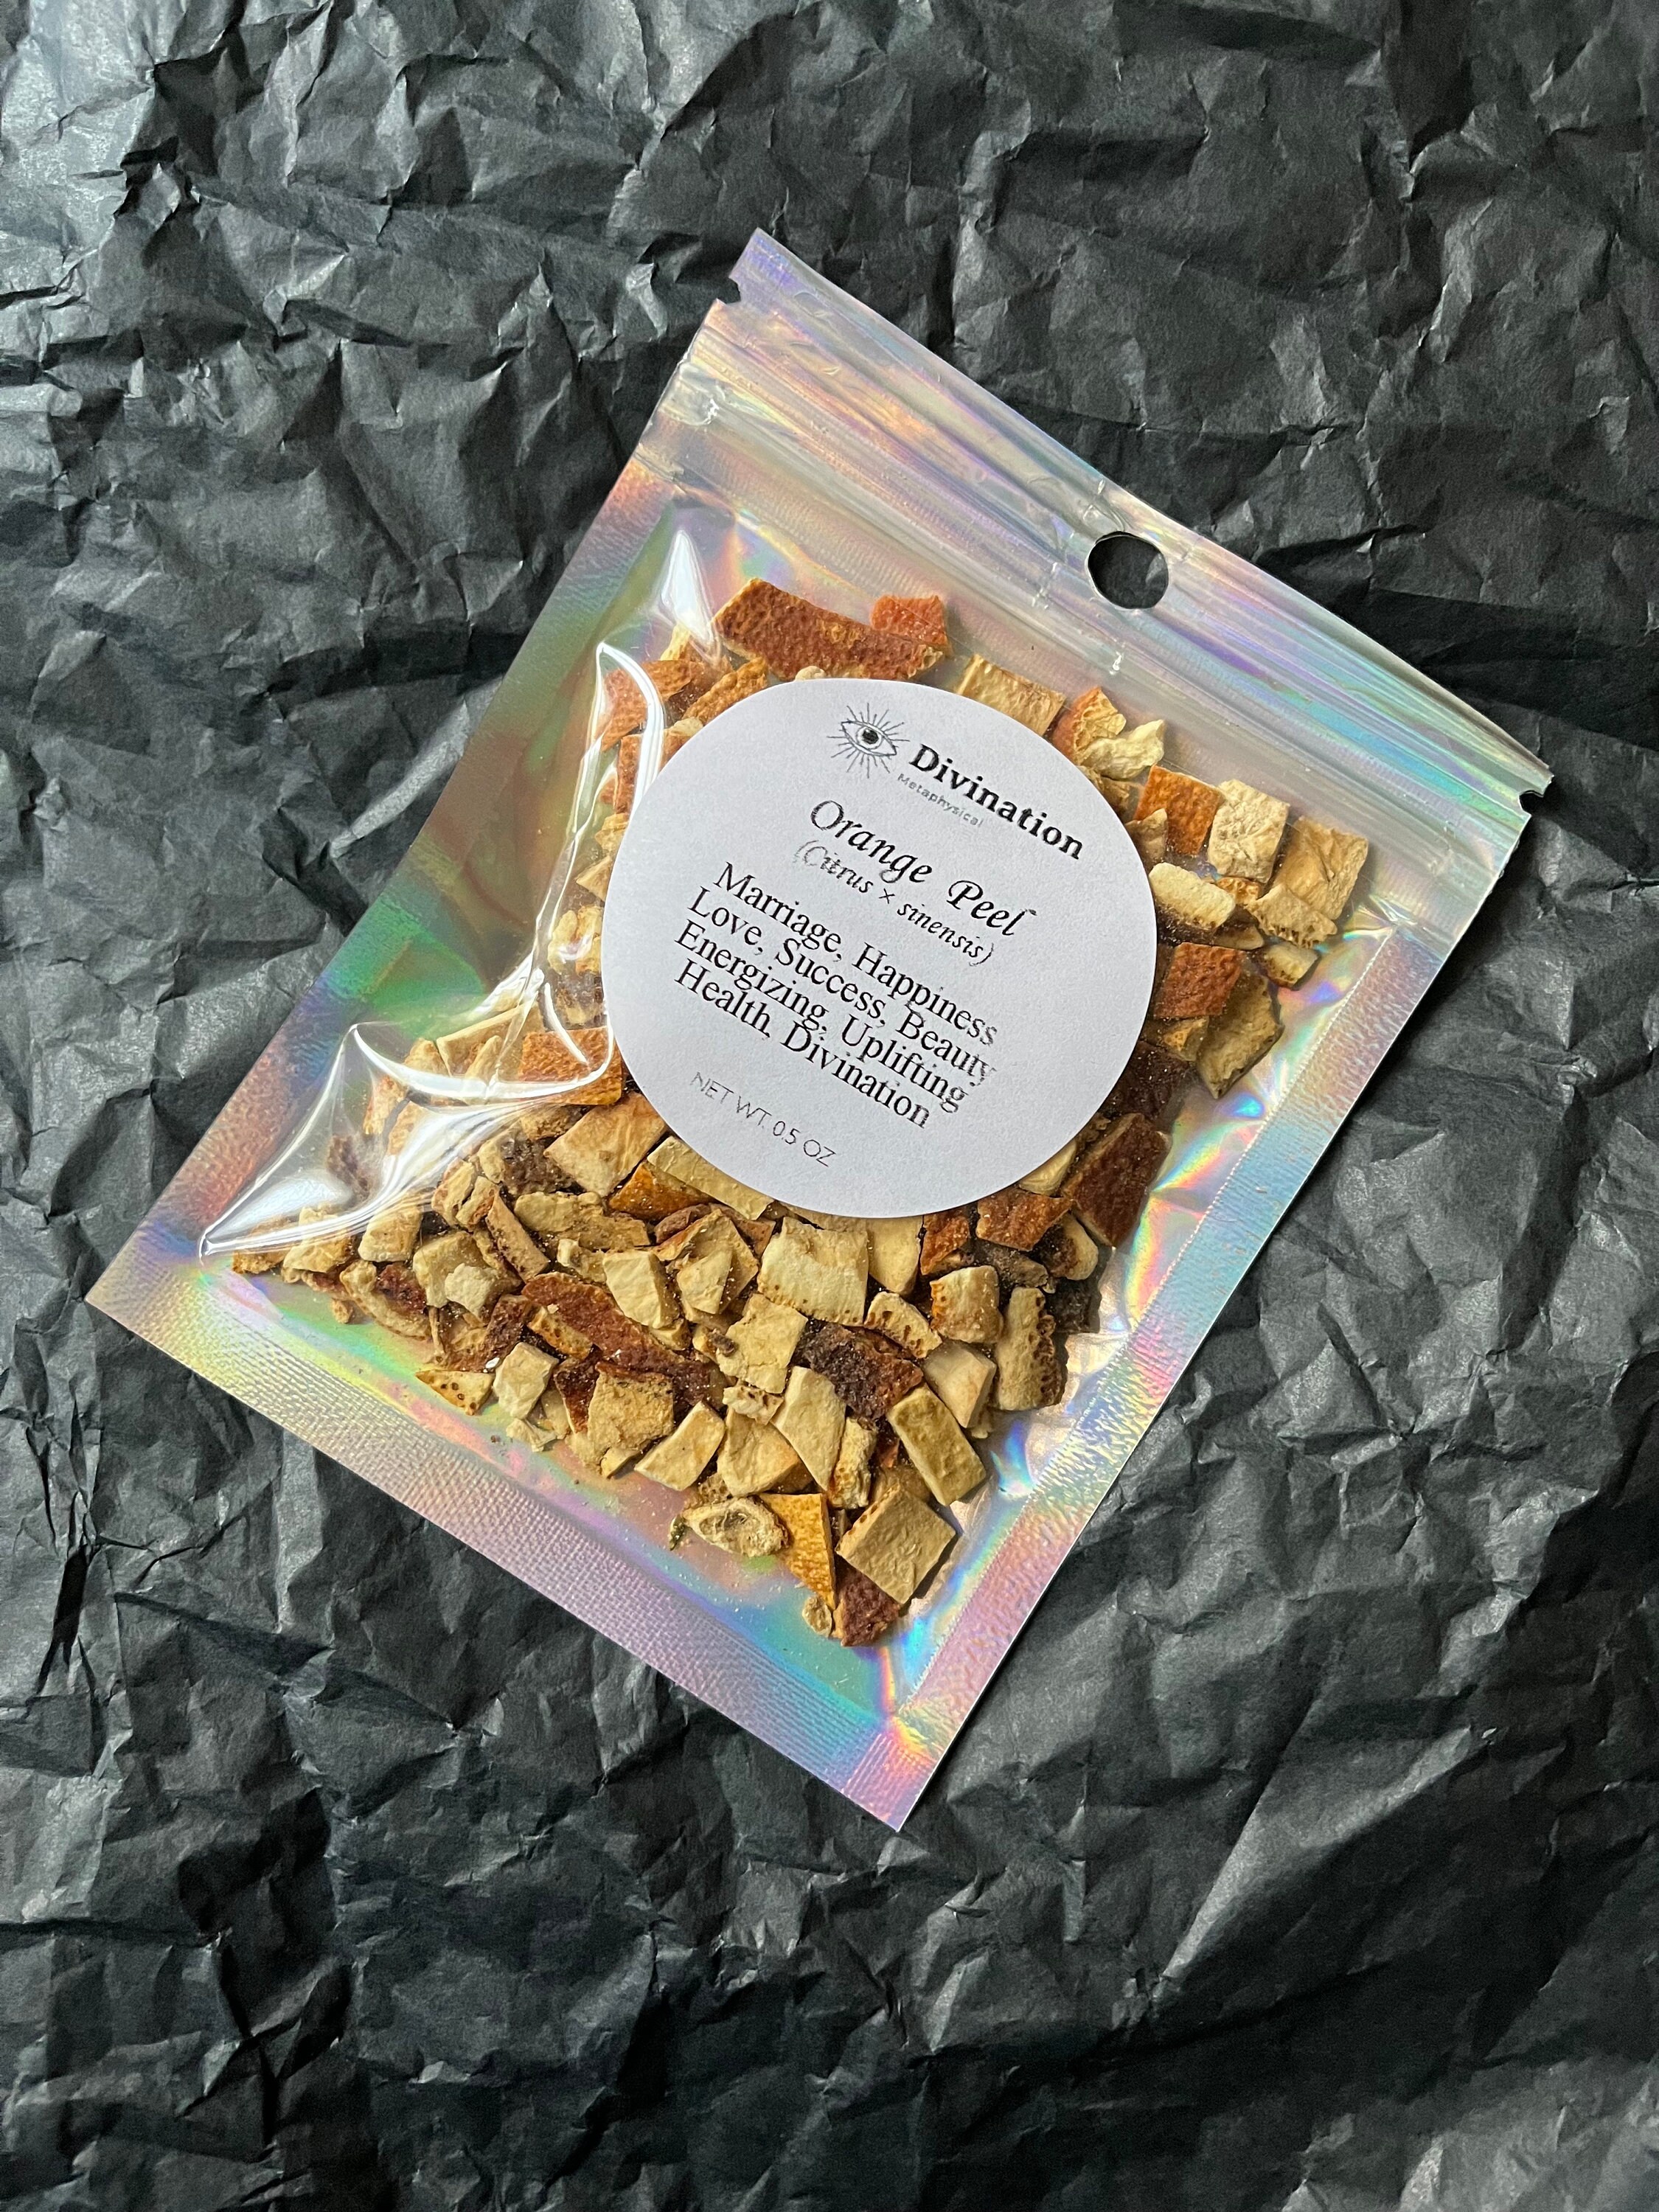 Divination
Metaphysical
Orange Peel
(Citrus × sinensis)
Marriage, Happiness
Love, Success, Beauty
Energizing, Uplifting
Health, Divination
NET WT. 0.5 OZ